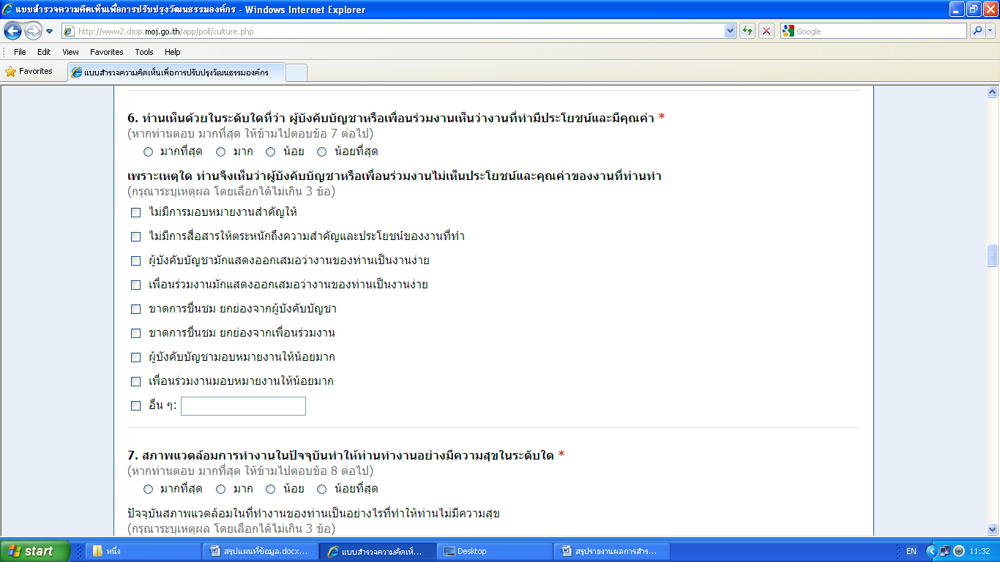 แบบสำรวจความคิดเห็นเพื่อการปรับปรุงวัฒนธรรมองค์กร - Windows Internet Explorer
http://www2.djop.moj.go.th/app/poll/culture.php
Google
File Edit View Favorites Tools Help
Favorites แบบสำรวจความคิดเห็นเพื่อการปรับปรุงวัฒนธรรมองค์กร
6. ท่านเห็นด้วยในระดับใดที่ว่า ผู้บังคับบัญชาหรือเพื่อนร่วมงานเห็นว่างานที่ทำมีประโยชน์และมีคุณค่า *
(หากท่านตอบ มากที่สุด ให้ข้ามไปตอบข้อ 7 ต่อไป)
มากที่สุด มาก น้อย น้อยที่สุด
เพราะเหตุใด ท่านจึงเห็นว่าผู้บังคับบัญชาหรือเพื่อนร่วมงานไม่เห็นประโยชน์และคุณค่าของงานที่ท่านทำ
(กรุณาระบุเหตุผล โดยเลือกได้ไม่เกิน 3 ข้อ)
ไม่มีการมอบหมายงานสำคัญให้
ไม่มีการสื่อสารให้ตระหนักถึงความสำคัญและประโยชน์ของงานที่ทำ
ผู้บังคับบัญชามักแสดงออกเสมอว่างานของท่านเป็นงานง่าย
เพื่อนร่วมงานมักแสดงออกเสมอว่างานของท่านเป็นงานง่าย
ขาดการชื่นชม ยกย่องจากผู้บังคับบัญชา
ขาดการชื่นชม ยกย่องจากเพื่อนร่วมงาน
ผู้บังคับบัญชามอบหมายงานให้น้อยมาก
เพื่อนร่วมงานมอบหมายงานให้น้อยมาก
อื่น ๆ:
7. สภาพแวดล้อมการทำงานในปัจจุบันทำให้ท่านทำงานอย่างมีความสุขในระดับใด *
(หากท่านตอบ มากที่สุด ให้ข้ามไปตอบข้อ 8 ต่อไป)
มากที่สุด มาก น้อย น้อยที่สุด
ปัจจุบันสภาพแวดล้อมในที่ทำงานของท่านเป็นอย่างไรที่ทำให้ท่านไม่มีความสุข
(กรุณาระบุเหตุผล โดยเลือกได้ไม่เกิน 3 ข้อ)
start หนึ่ง สรุปแผนที่ข้อมูล.docx... แบบสำรวจความคิดเห็... Desktop สรุปรายงานผลการสำร... EN 11:32